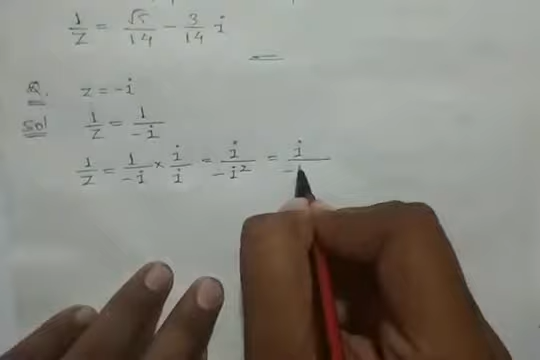 1/z = √5/14 - 3/14 i
Q. z = -i
Sol 1/z = 1/-i
1/z = 1/-i × i/i = i/-i² = i/-